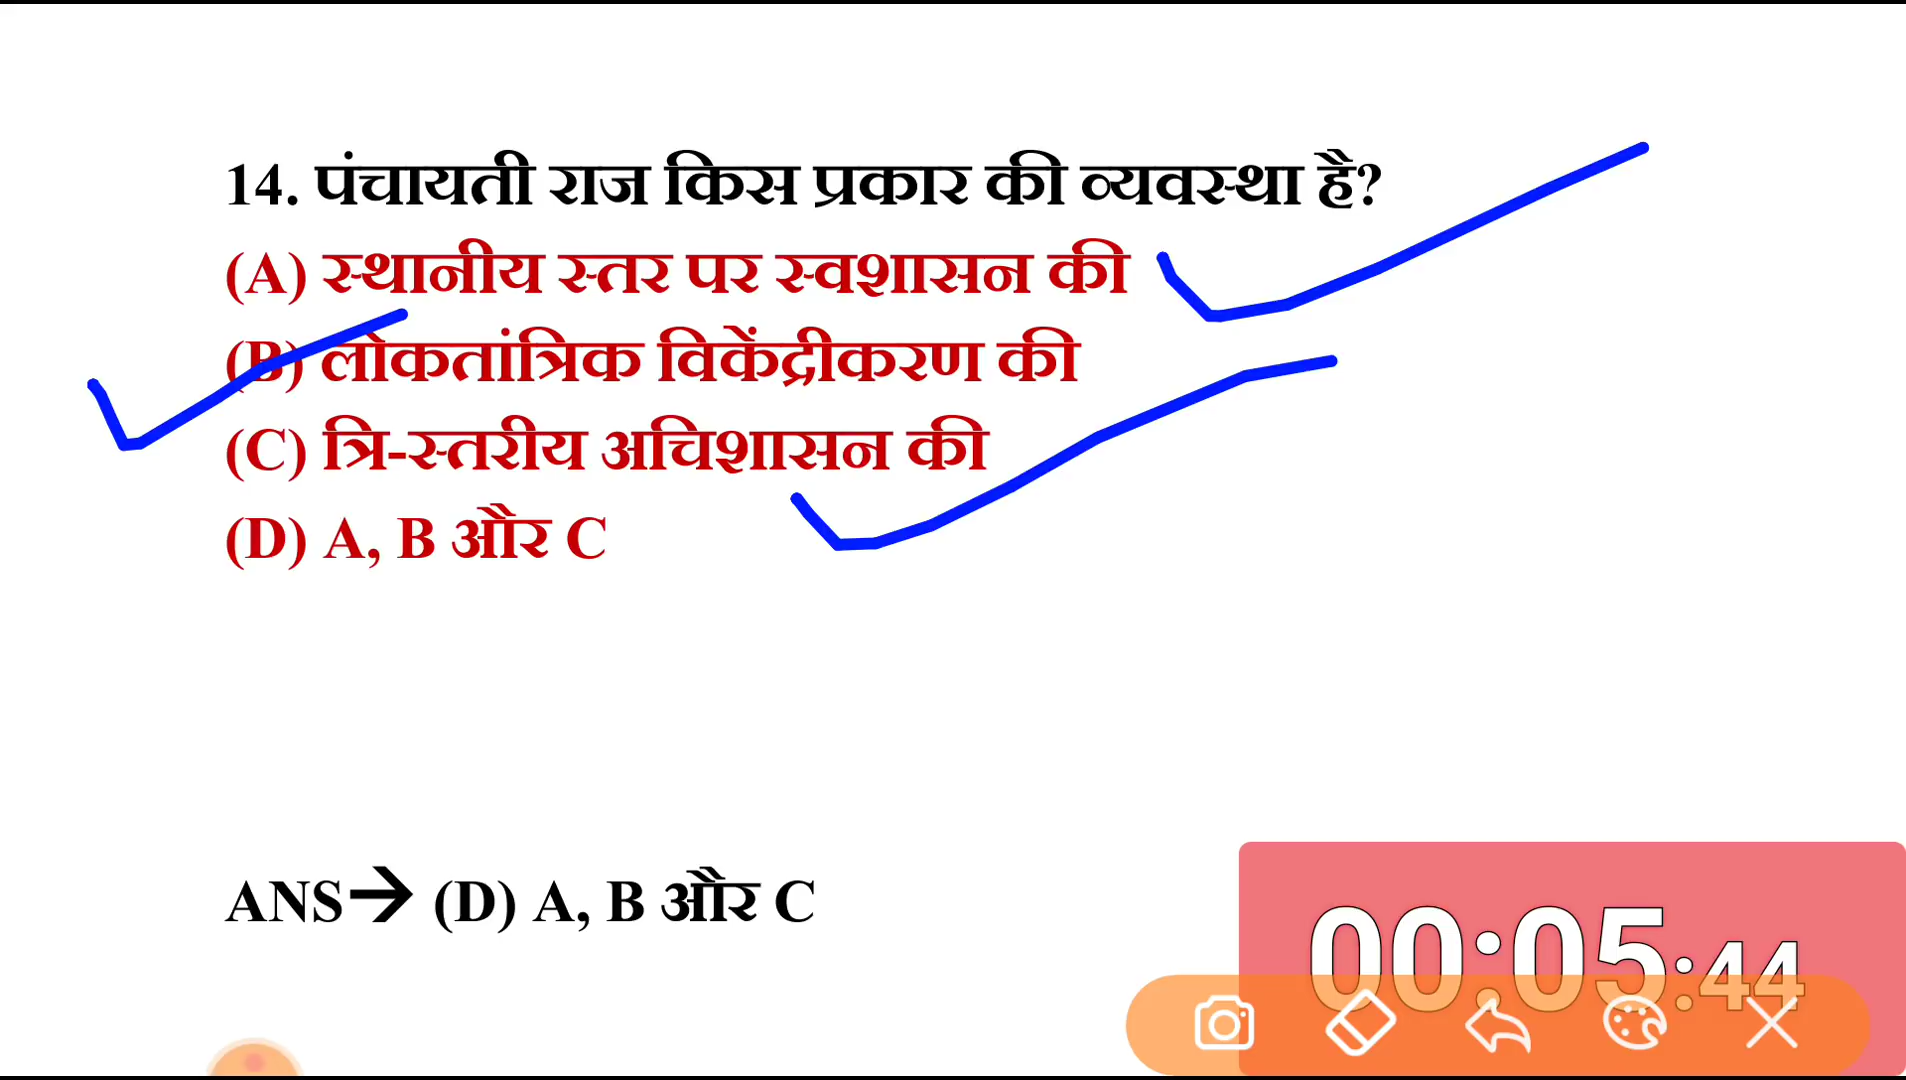 14. पंचायती राज किस प्रकार की व्यवस्था है?
(A) स्थानीय स्तर पर स्वशासन की
(B) लोकतांत्रिक विकेंद्रीकरण की
(C) त्रि-स्तरीय अचिशासन की
(D) A, B और C
ANS→ (D) A, B और C
00:05:44